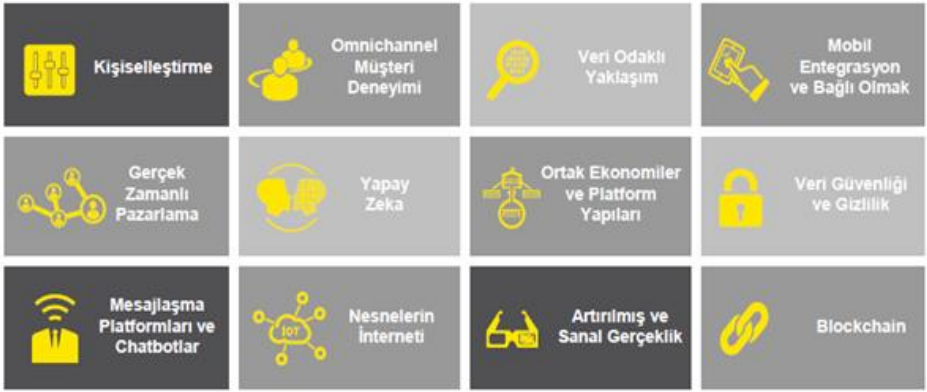 Kişiselleştirme
Omnichannel
Müşteri
Deneyimi
Veri Odaklı
Yaklaşım
Mobil
Entegrasyon
ve Bağlı Olmak
Gerçek
Zamanlı
Pazarlama
Yapay
Zeka
Ortak Ekonomiler
ve Platform
Yapıları
Veri Güvenliği
ve Gizlilik
Mesajlaşma
Platformları ve
Chatbotlar
IOT
Nesnelerin
İnterneti
Artırılmış ve
Sanal Gerçeklik
Blockchain